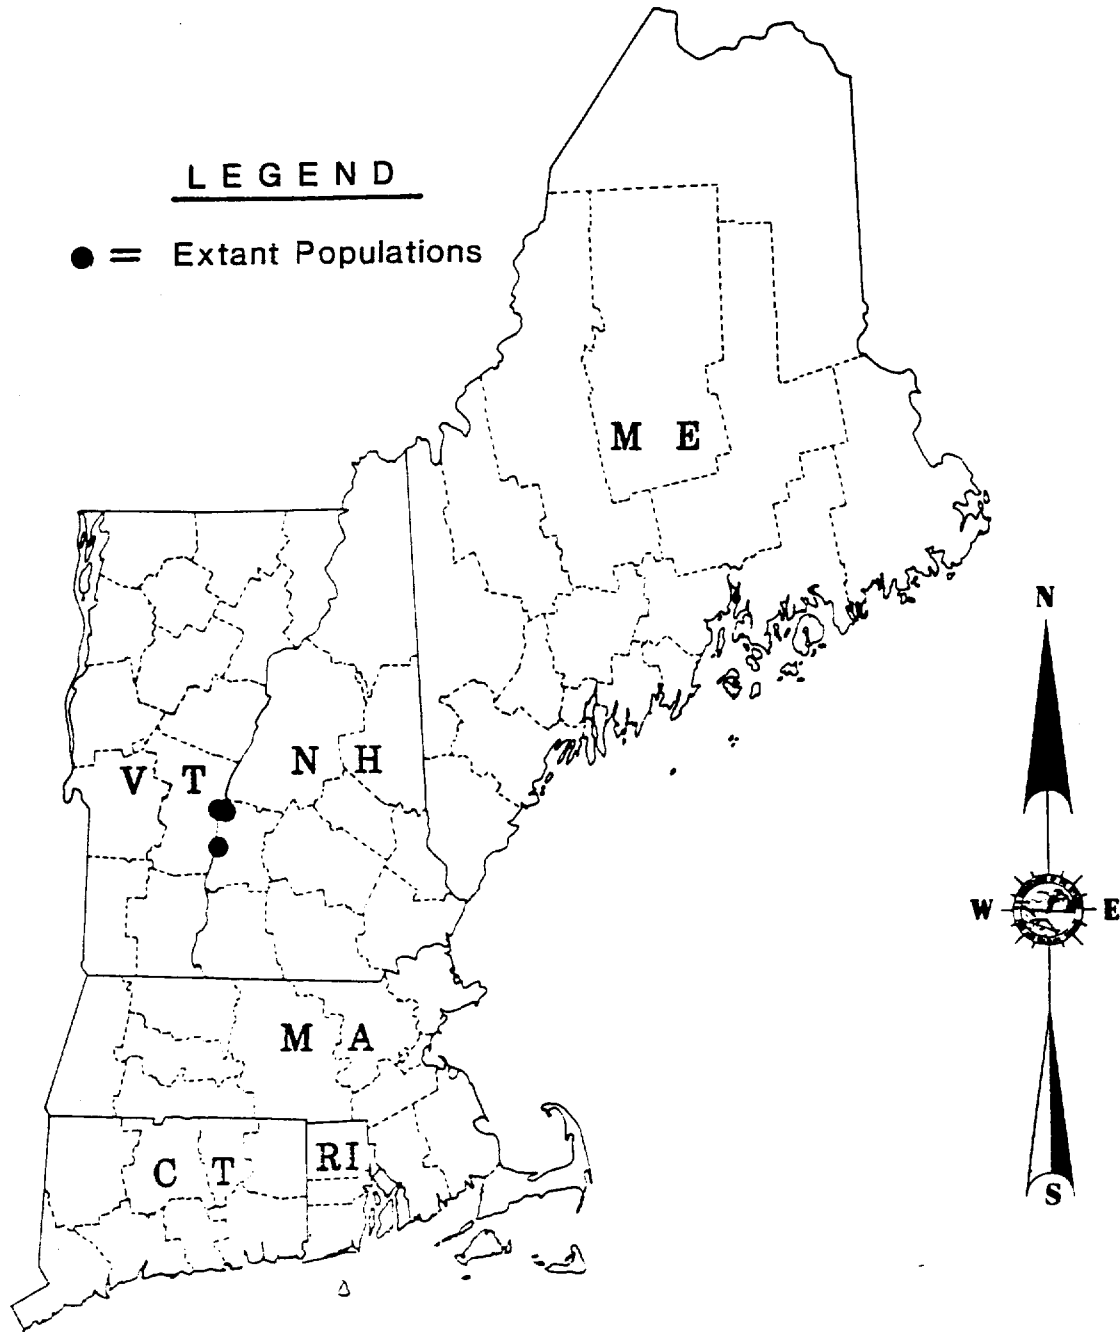 LEGEND
● = Extant Populations
M E
N
V T
N H
W
E
M A
S
C T
RI